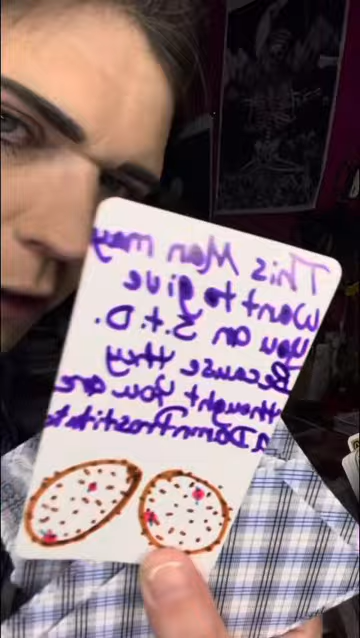 This Man may
Want to give
you an S.t.D.
Because they
thought you are
a Damn Prostitute